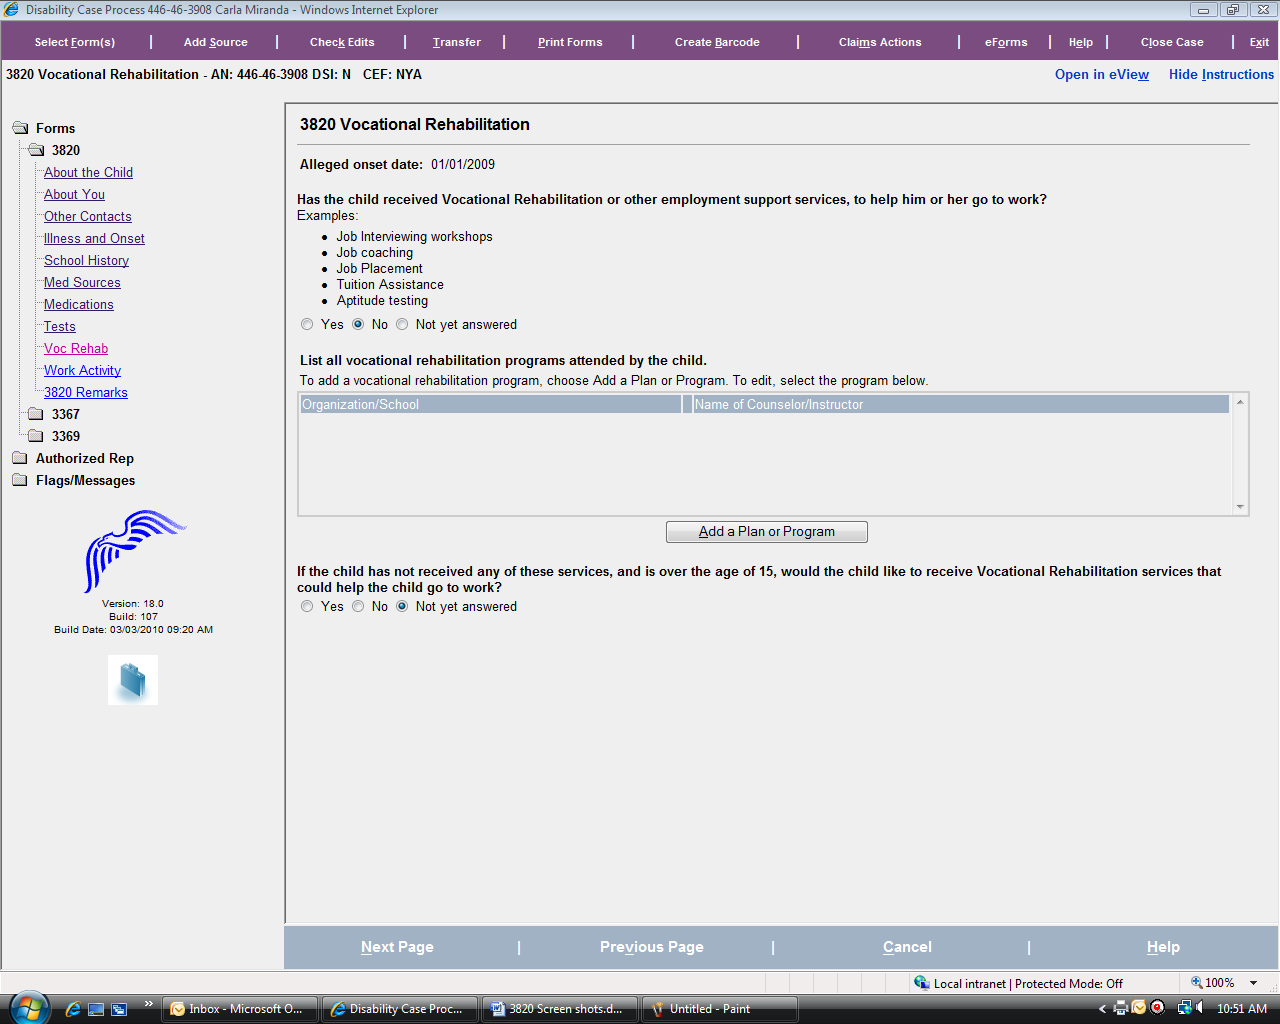 Disability Case Process 446-46-3908 Carla Miranda - Windows Internet Explorer
Select Form(s) | Add Source | Check Edits | Transfer | Print Forms | Create Barcode | Claims Actions | eForms | Help | Close Case | Exit
3820 Vocational Rehabilitation - AN: 446-46-3908 DSI: N CEF: NYA
Open in eView Hide Instructions
Forms
3820
About the Child
About You
Other Contacts
Illness and Onset
School History
Med Sources
Medications
Tests
Voc Rehab
Work Activity
3820 Remarks
3367
3369
Authorized Rep
Flags/Messages
Version: 18.0
Build: 107
Build Date: 03/03/2010 09:20 AM
3820 Vocational Rehabilitation
Alleged onset date: 01/01/2009
Has the child received Vocational Rehabilitation or other employment support services, to help him or her go to work?
Examples:
• Job Interviewing workshops
• Job coaching
• Job Placement
• Tuition Assistance
• Aptitude testing
Yes No Not yet answered
List all vocational rehabilitation programs attended by the child.
To add a vocational rehabilitation program, choose Add a Plan or Program. To edit, select the program below.
Organization/School Name of Counselor/Instructor
Add a Plan or Program
If the child has not received any of these services, and is over the age of 15, would the child like to receive Vocational Rehabilitation services that
could help the child go to work?
Yes No Not yet answered
Next Page | Previous Page | Cancel | Help
Local intranet | Protected Mode: Off
100%
Inbox - Microsoft O...
Disability Case Proc...
3820 Screen shots.d...
Untitled - Paint
10:51 AM